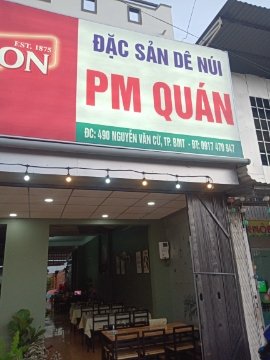 ĐẶC SẢN DÊ NÚI
EST. 1875
ON
PM QUÁN
ĐC: 490 NGUYỄN VĂN CỪ, TP. BMT - ĐT: 0917 479 847